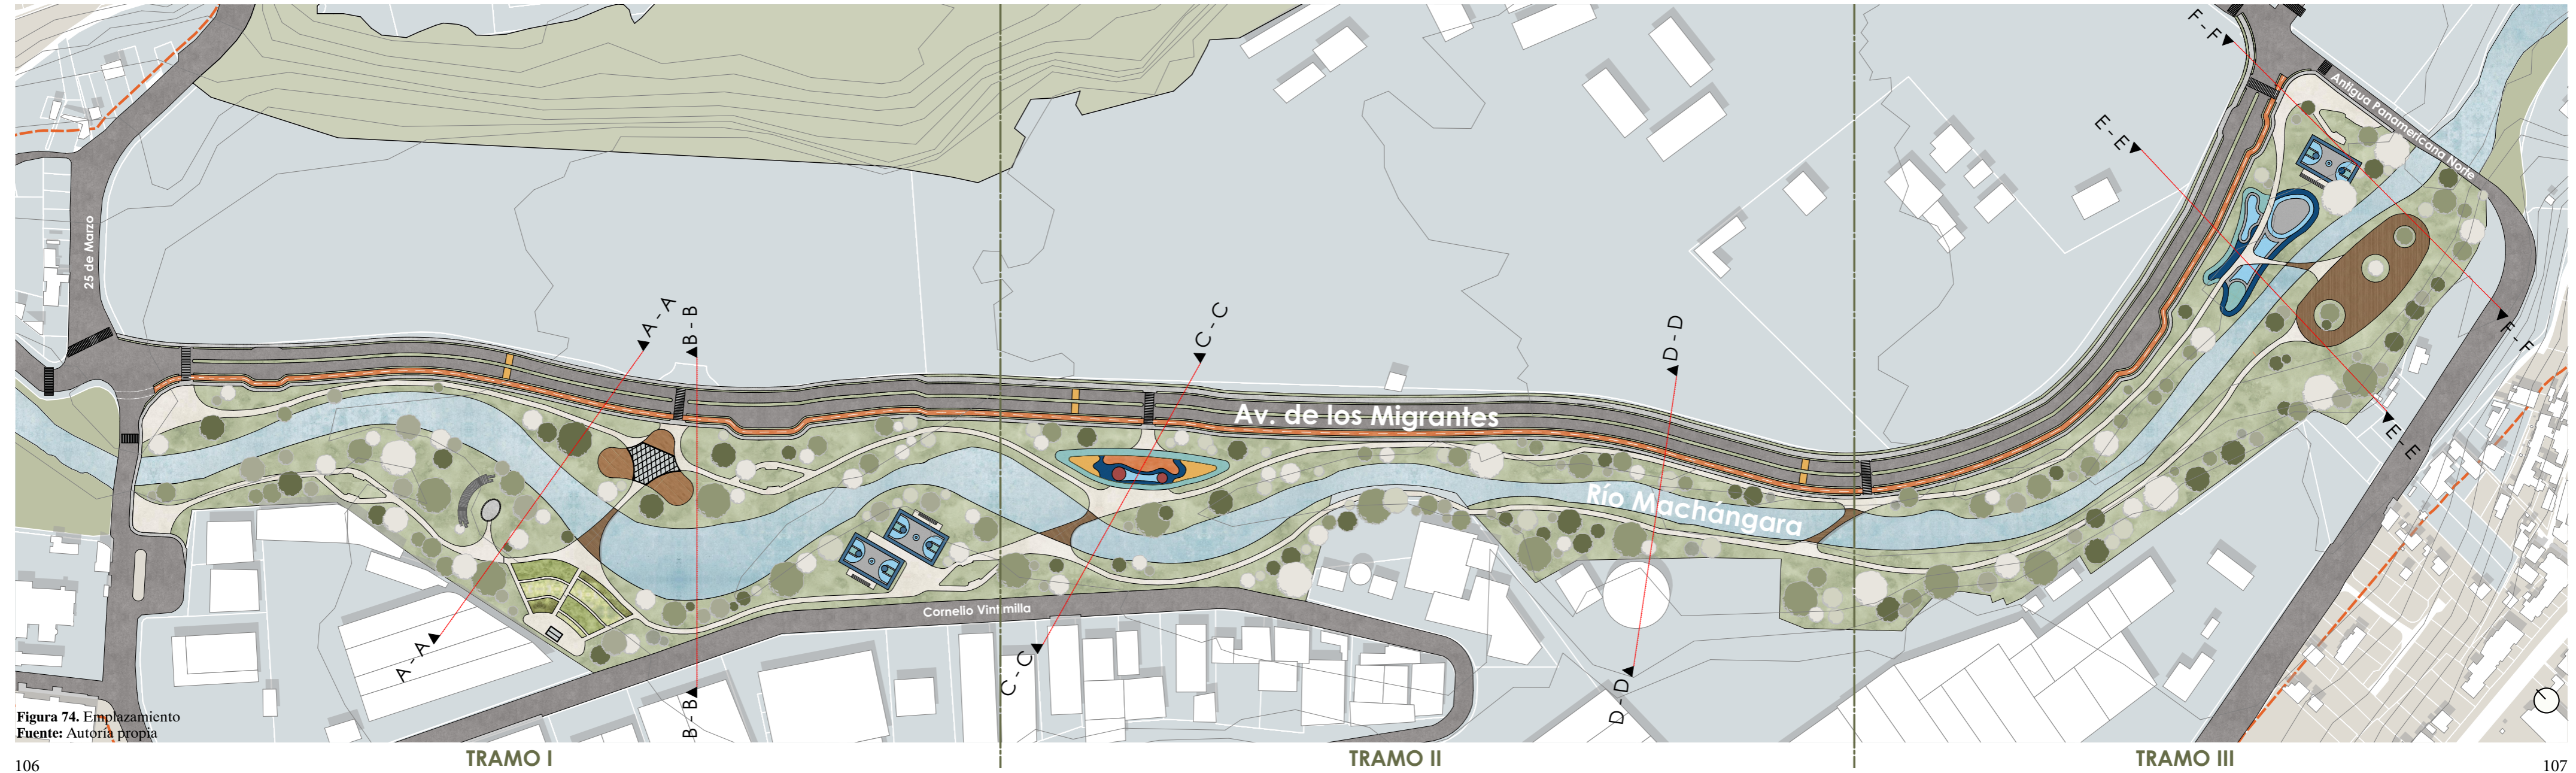 F - F
Antigua Panamericana Norte
E - E
25 de Marzo
A - A
B - B
C - C
D - D
F - F
Av. de los Migrantes
E - E
Río Machángara
Cornelio Vintimilla
A - A
C - C
D - D
B - B
Figura 74. Emplazamiento
Fuente: Autoría propia
TRAMO I
TRAMO II
TRAMO III
106
107